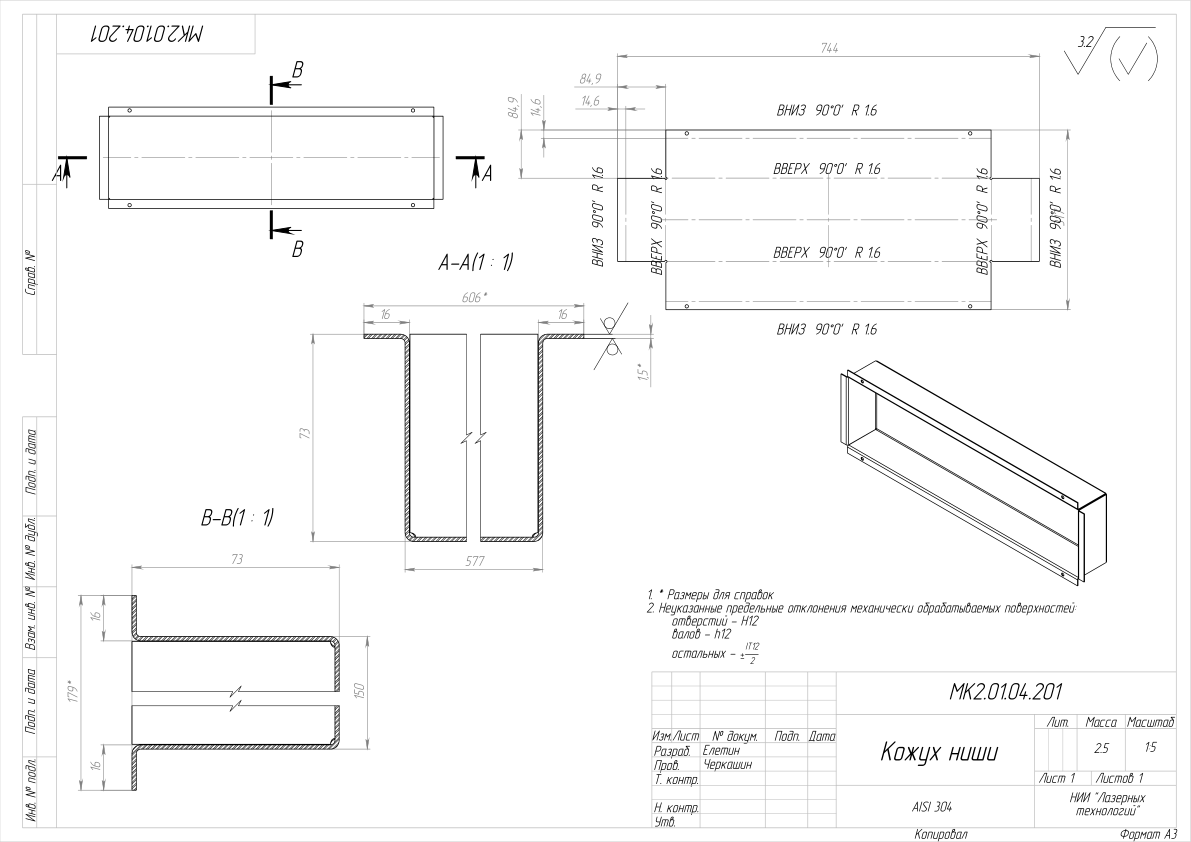 МК2.01.04.201
Справ. №
Подп. и дата
Инв. № дубл.
Взам. инв. №
Подп. и дата
Инв. № подл.
3.2
В
В
А
А
744
84,9
14,6
84,9
14,6
ВНИЗ 90°0' R 1.6
ВВЕРХ 90°0' R 1.6
ВНИЗ 90°0' R 1.6
ВВЕРХ 90°0' R 1.6
ВВЕРХ 90°0' R 1.6
ВНИЗ 90°0' R 1.6
ВВЕРХ 90°0' R 1.6
ВНИЗ 90°0' R 1.6
А-А(1 : 1)
606*
16
16
1,5*
73
577
В-В(1 : 1)
73
16
179*
150
16
1. * Размеры для справок
2. Неуказанные предельные отклонения механически обрабатываемых поверхностей:
отверстий - Н12
валов - h12
остальных - ± IT12
2
МК2.01.04.201
Изм. Лист № докум. Подп. Дата
Разраб. Елетин
Пров. Черкашин
Т. контр.
Н. контр.
Утв.
Кожух ниши
Лит. Масса Масштаб
2.5 1:5
Лист 1 Листов 1
AISI 304
НИИ "Лазерных
технологий"
Копировал Формат А3